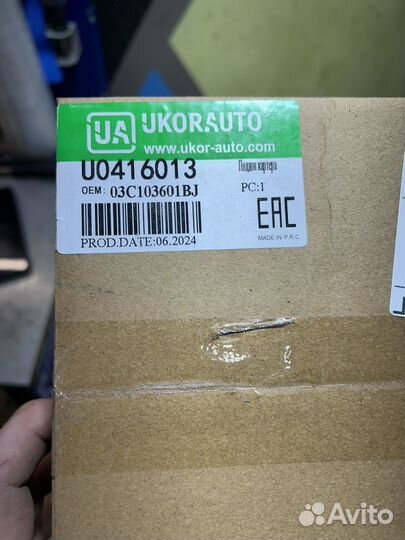 UA UKORAUTO
www.ukor-auto.com
U0416013 Поддон картера
OEM: 03C103601BJ PC:1
EAC
PROD.DATE:06.2024 MADE IN P.R.C
Avito